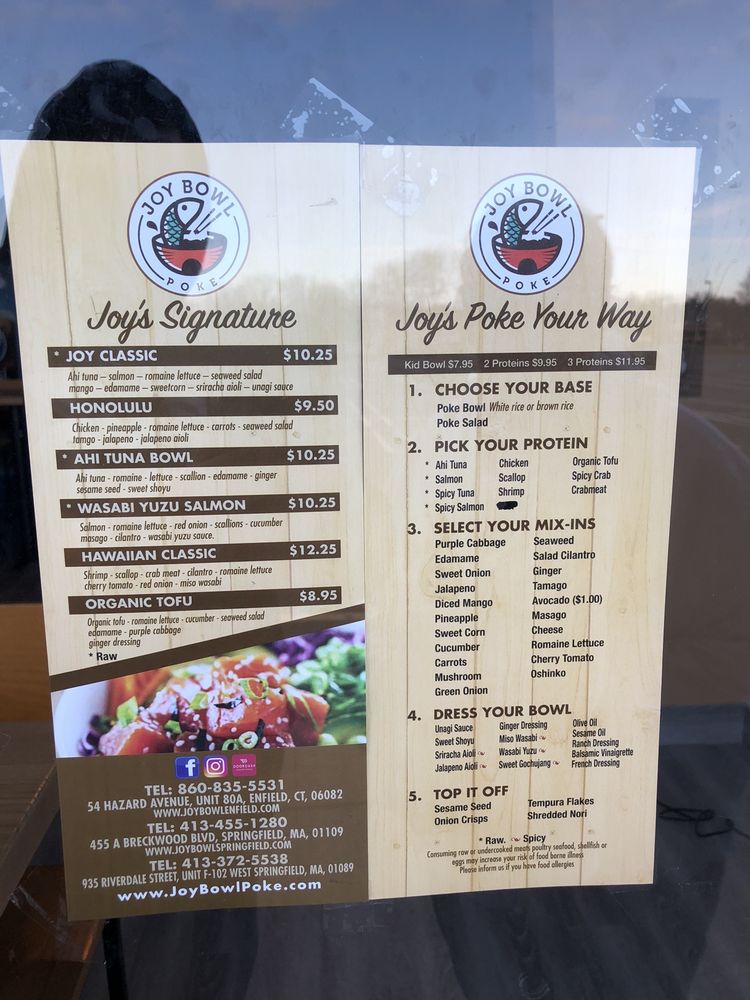 JOY BOWL
POKE
Joy's Signature
* JOY CLASSIC $10.25
Ahi tuna – salmon – romaine lettuce – seaweed salad
mango – edamame – sweetcorn – sriracha aioli – unagi sauce
HONOLULU $9.50
Chicken - pineapple - romaine lettuce - carrots - seaweed salad
tamgo - jalapeno - jalapeno aioli
* AHI TUNA BOWL $10.25
Ahi tuna - romaine - lettuce - scallion - edamame - ginger
sesame seed - sweet shoyu
* WASABI YUZU SALMON $10.25
Salmon - romaine lettuce - red onion - scallions - cucumber
masago - cilantro - wasabi yuzu sauce.
HAWAIIAN CLASSIC $12.25
Shrimp - scallop - crab meat - cilantro - romaine lettuce
cherry tomato - red onion - miso wasabi
ORGANIC TOFU $8.95
Organic tofu - romaine lettuce - cucumber - seaweed salad
edamame - purple cabbage
ginger dressing
* Raw
DOORDASH
TEL: 860-835-5531
54 HAZARD AVENUE, UNIT 80A, ENFIELD, CT, 06082
WWW.JOYBOWLENFIELD.COM
TEL: 413-455-1280
455 A BRECKWOOD BLVD, SPRINGFIELD, MA, 01109
WWW.JOYBOWLSPRINGFIELD.COM
TEL: 413-372-5538
935 RIVERDALE STREET, UNIT F-102 WEST SPRINGFIELD, MA, 01089
www.JoyBowlPoke.com
JOY BOWL
POKE
Joy's Poke Your Way
Kid Bowl $7.95 2 Proteins $9.95 3 Proteins $11.95
1. CHOOSE YOUR BASE
Poke Bowl White rice or brown rice
Poke Salad
2. PICK YOUR PROTEIN
* Ahi Tuna Chicken Organic Tofu
* Salmon Scallop Spicy Crab
* Spicy Tuna Shrimp Crabmeat
* Spicy Salmon
3. SELECT YOUR MIX-INS
Purple Cabbage Seaweed
Edamame Salad Cilantro
Sweet Onion Ginger
Jalapeno Tamago
Diced Mango Avocado ($1.00)
Pineapple Masago
Sweet Corn Cheese
Cucumber Romaine Lettuce
Carrots Cherry Tomato
Mushroom Oshinko
Green Onion
4. DRESS YOUR BOWL
Unagi Sauce Ginger Dressing Olive Oil
Sweet Shoyu Miso Wasabi Sesame Oil
Sriracha Aioli Wasabi Yuzu Ranch Dressing
Jalapeno Aioli Sweet Gochujang Balsamic Vinaigrette
French Dressing
5. TOP IT OFF
Sesame Seed Tempura Flakes
Onion Crisps Shredded Nori
* Raw. Spicy
Consuming raw or undercooked meats poultry seafood, shellfish or
eggs may increase your risk of food borne illness
Please inform us if you have food allergies